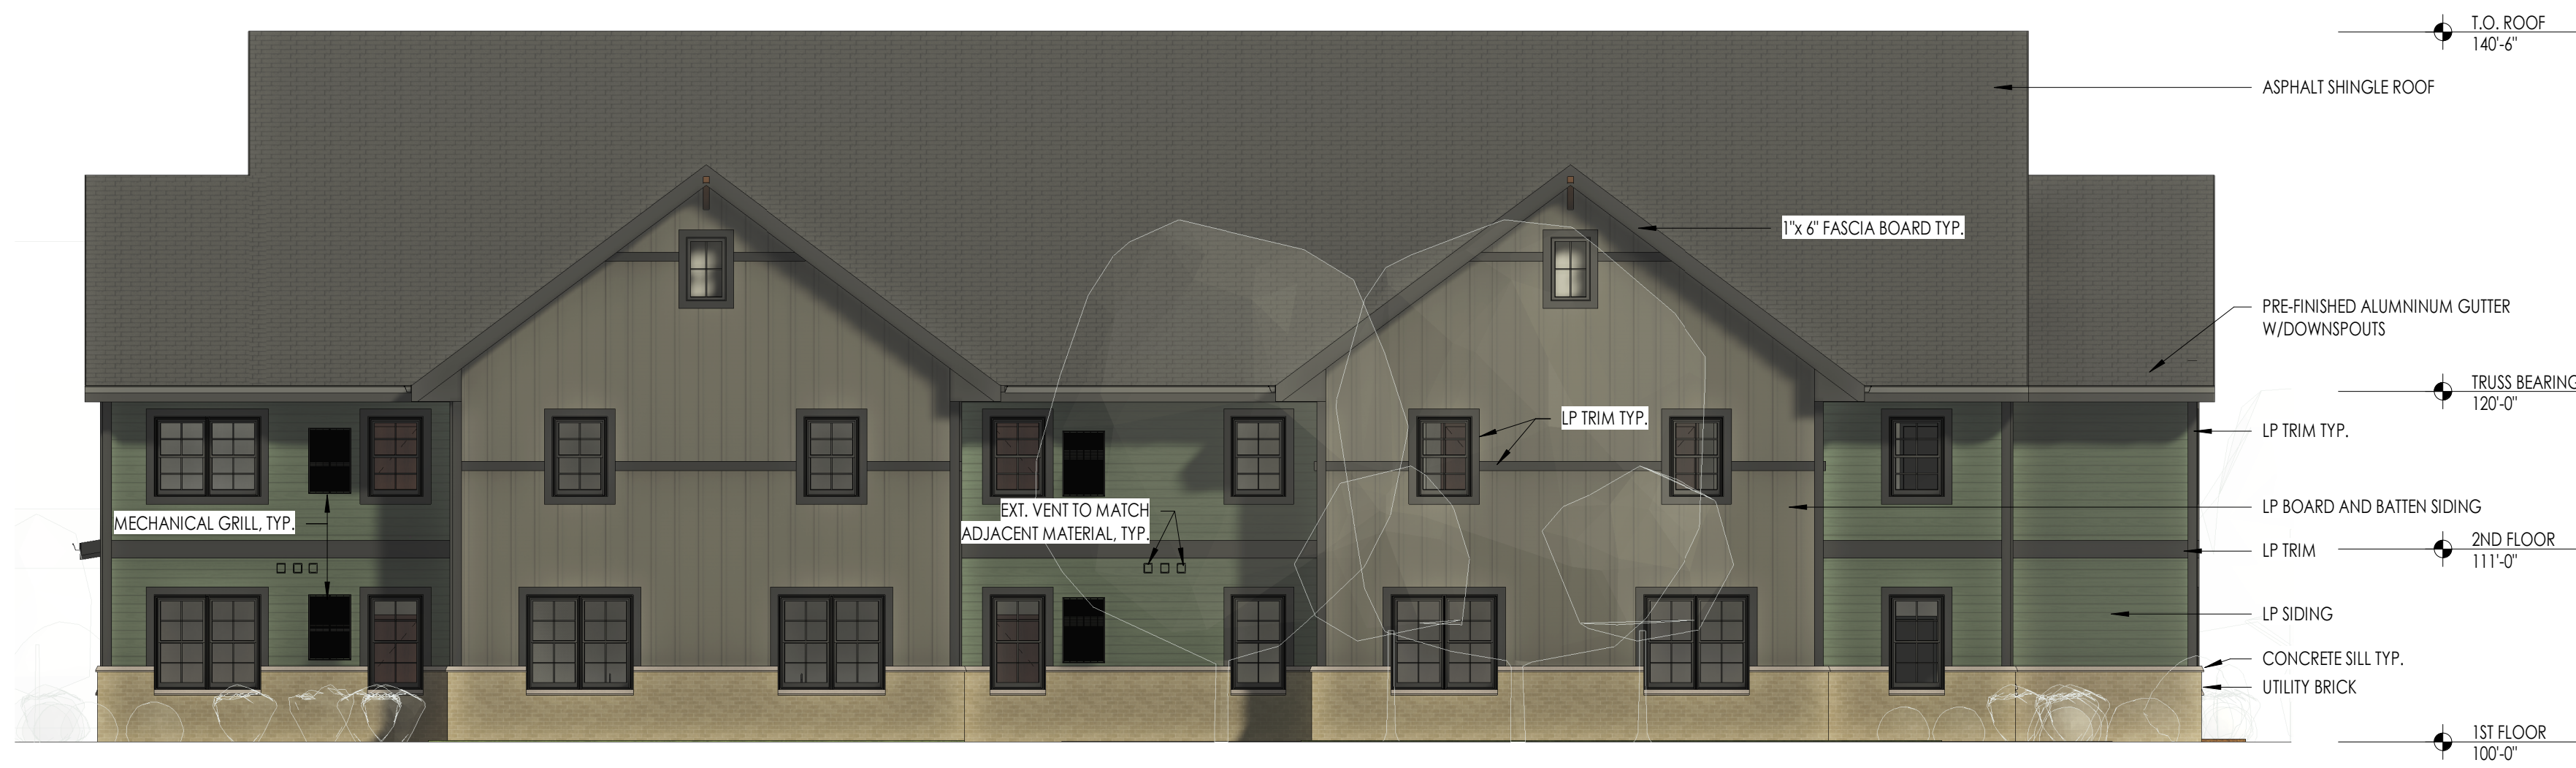 T.O. ROOF
140'-6"
ASPHALT SHINGLE ROOF
1"x 6" FASCIA BOARD TYP.
PRE-FINISHED ALUMNINUM GUTTER
W/DOWNSPOUTS
TRUSS BEARING
120'-0"
LP TRIM TYP.
LP TRIM TYP.
MECHANICAL GRILL, TYP.
EXT. VENT TO MATCH
ADJACENT MATERIAL, TYP.
LP BOARD AND BATTEN SIDING
2ND FLOOR
111'-0"
LP TRIM
LP SIDING
CONCRETE SILL TYP.
UTILITY BRICK
1ST FLOOR
100'-0"